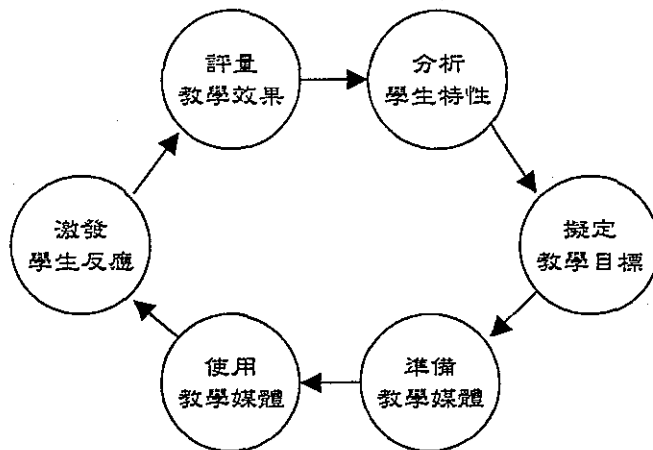 評量
教學效果
分析
學生特性
激發
學生反應
擬定
教學目標
使用
教學媒體
準備
教學媒體